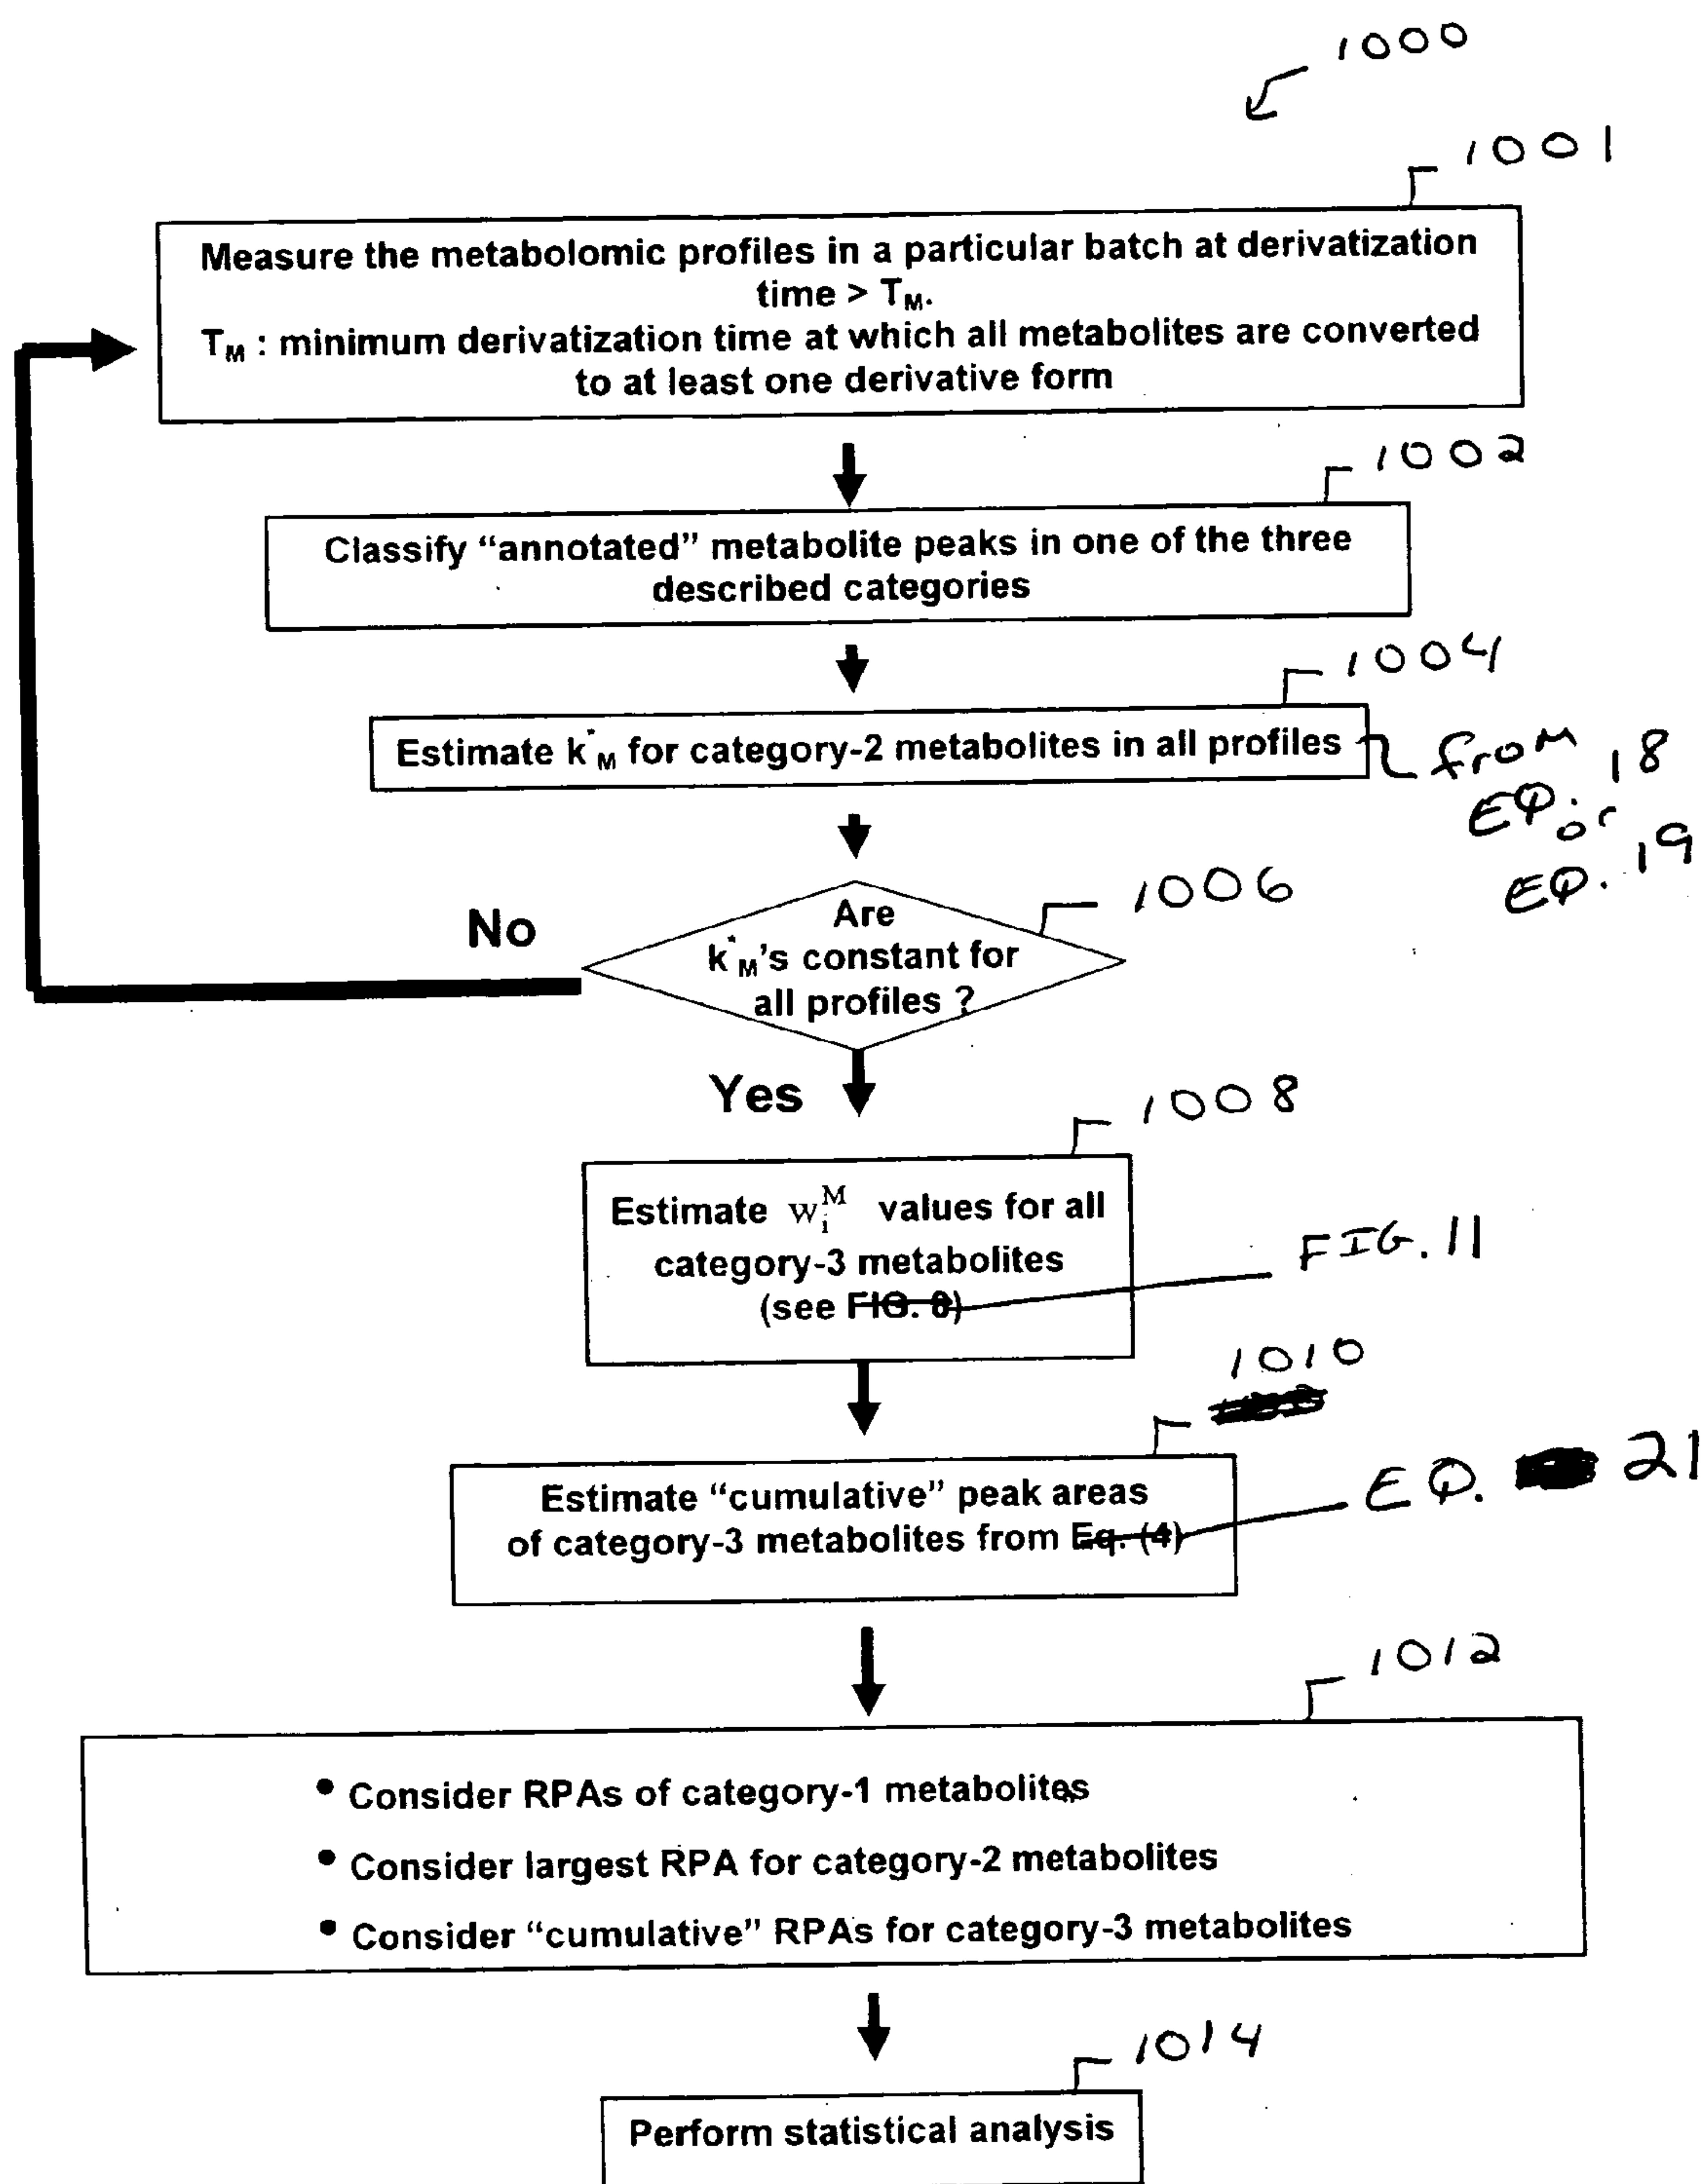 1000
1001
Measure the metabolomic profiles in a particular batch at derivatization
time > T_M.
T_M : minimum derivatization time at which all metabolites are converted
to at least one derivative form
1002
Classify “annotated” metabolite peaks in one of the three
described categories
1004
Estimate k*_M for category-2 metabolites in all profiles
from
EQ. 18
or
EQ. 19
1006
Are
k*_M's constant for
all profiles ?
No
Yes
1008
Estimate w_i^M values for all
category-3 metabolites
(see FIG. 8)
FIG. 11
1010
Estimate “cumulative” peak areas
of category-3 metabolites from Eq. (4)
EQ. 21
1012
• Consider RPAs of category-1 metabolites
• Consider largest RPA for category-2 metabolites
• Consider “cumulative” RPAs for category-3 metabolites
1014
Perform statistical analysis